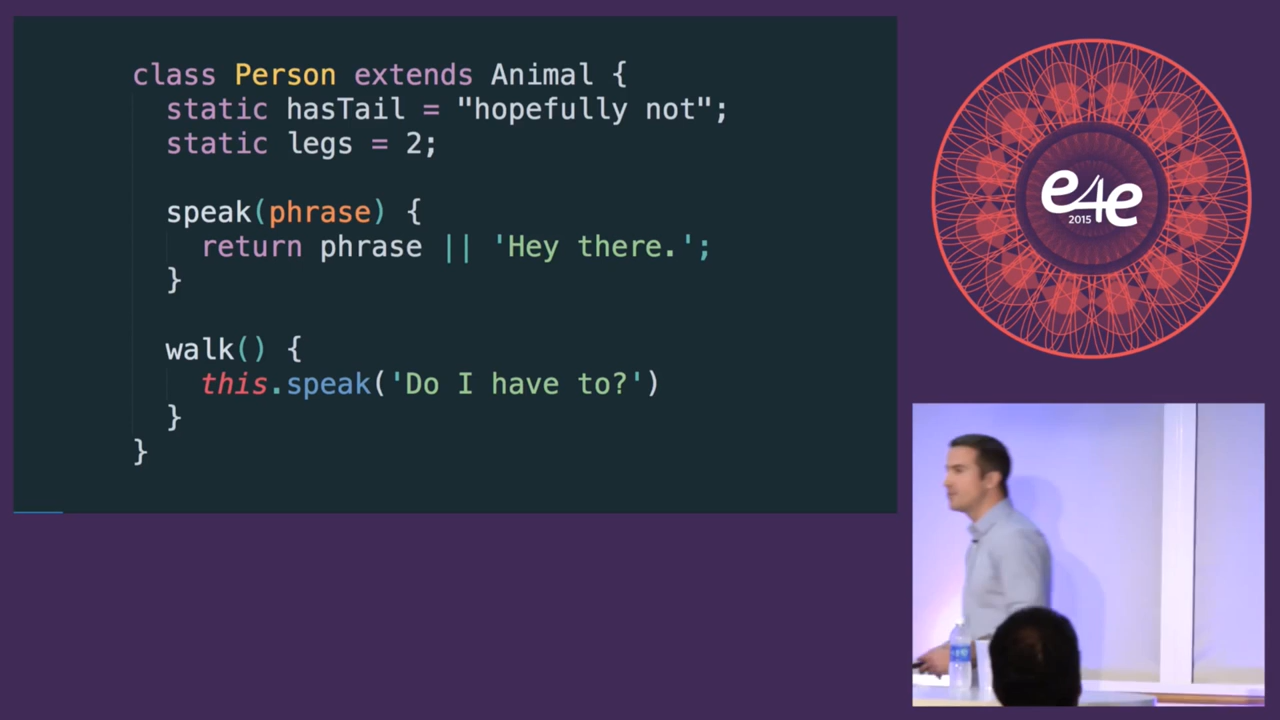 class Person extends Animal {
static hasTail = "hopefully not";
static legs = 2;
speak(phrase) {
return phrase || 'Hey there.';
}
walk() {
this.speak('Do I have to?')
}
}
e4e
2015